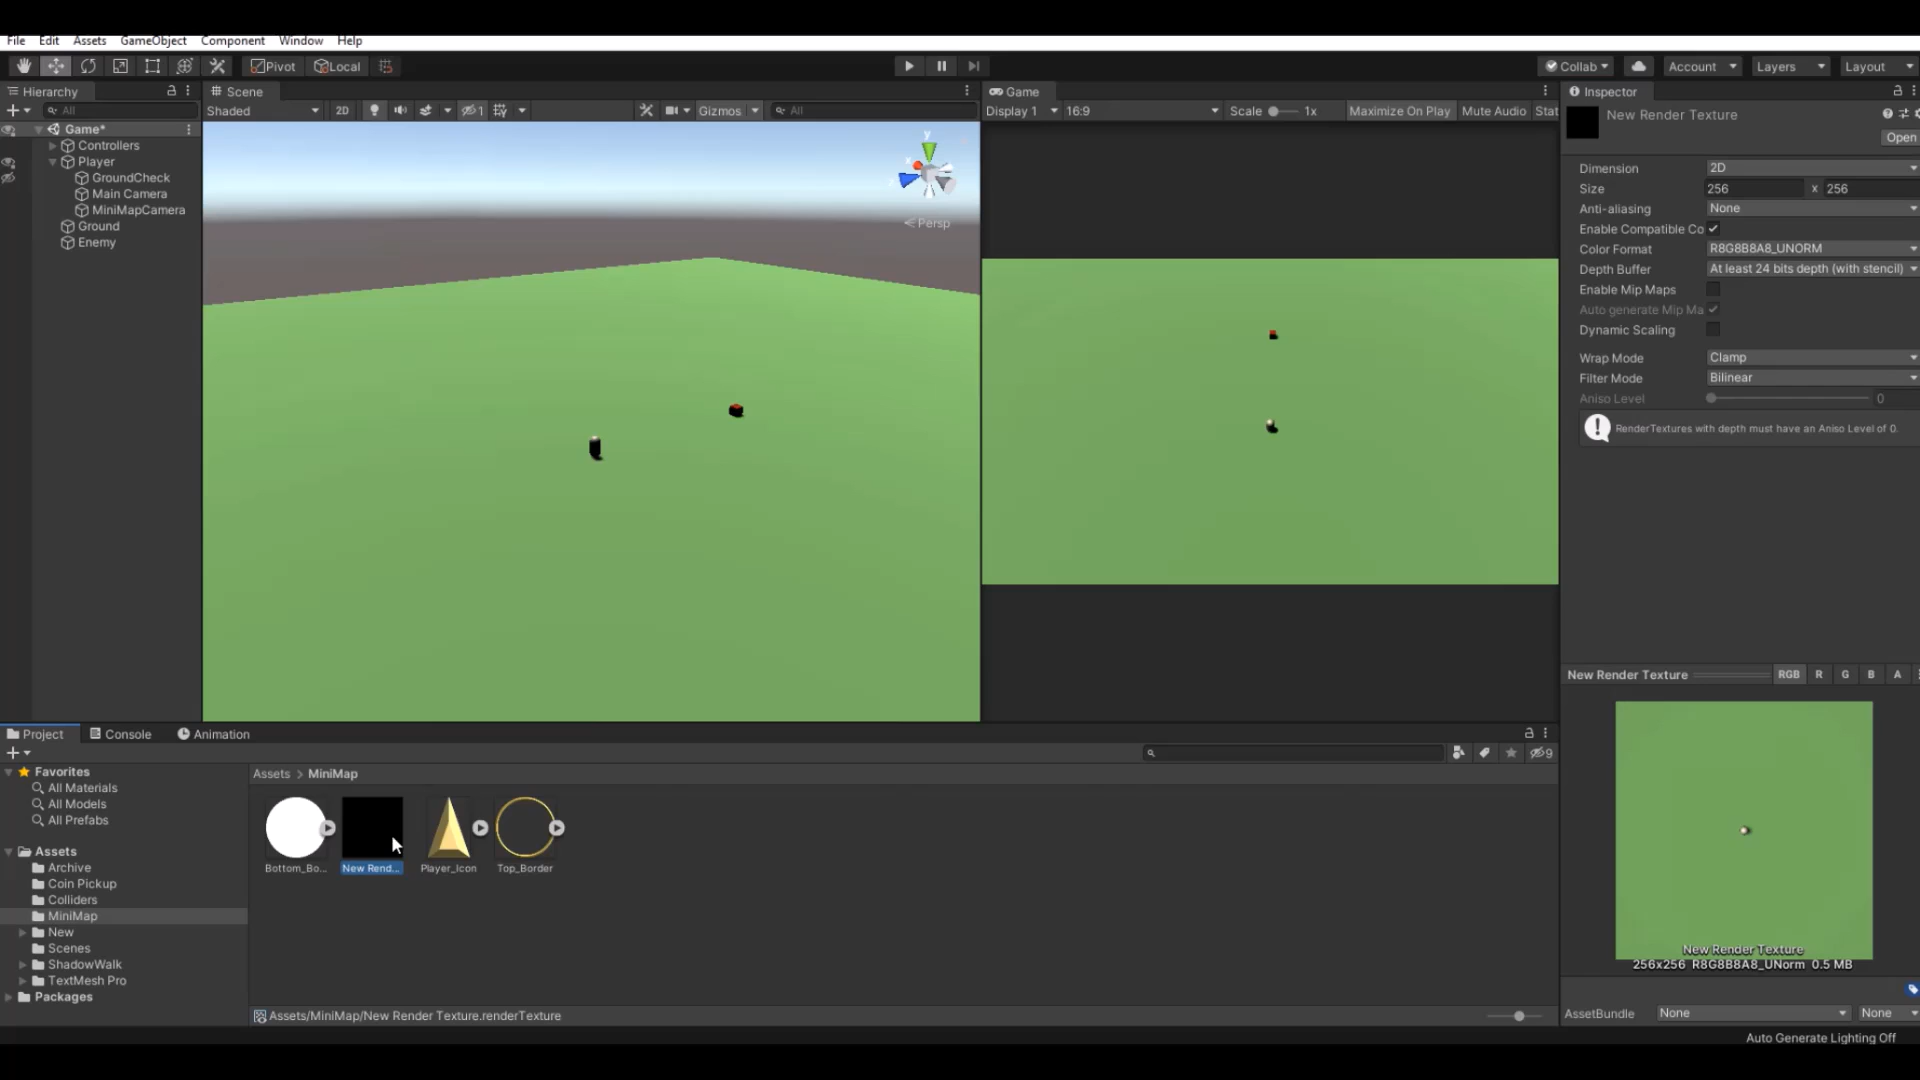 File Edit Assets GameObject Component Window Help
Pivot Local Collab Account Layers Layout
Hierarchy
All
Game*
Controllers
Player
GroundCheck
Main Camera
MiniMapCamera
Ground
Enemy
Scene
Shaded 2D 1 Gizmos All
y
x
Persp
Game
Display 1 16:9 Scale 1x Maximize On Play Mute Audio Stat
Inspector
New Render Texture
Open
Dimension 2D
Size 256 x 256
Anti-aliasing None
Enable Compatible Co
Color Format R8G8B8A8_UNORM
Depth Buffer At least 24 bits depth (with stencil)
Enable Mip Maps
Auto generate Mip Ma
Dynamic Scaling
Wrap Mode Clamp
Filter Mode Bilinear
Aniso Level 0
RenderTextures with depth must have an Aniso Level of 0.
New Render Texture RGB R G B A
New Render Texture
256x256 R8G8B8A8_UNorm 0.5 MB
AssetBundle None None
Project Console Animation
9
Favorites
All Materials
All Models
All Prefabs
Assets
Archive
Coin Pickup
Colliders
MiniMap
New
Scenes
ShadowWalk
TextMesh Pro
Packages
Assets > MiniMap
Bottom_Bo... New Rend... Player_Icon Top_Border
Assets/MiniMap/New Render Texture.renderTexture
Auto Generate Lighting Off